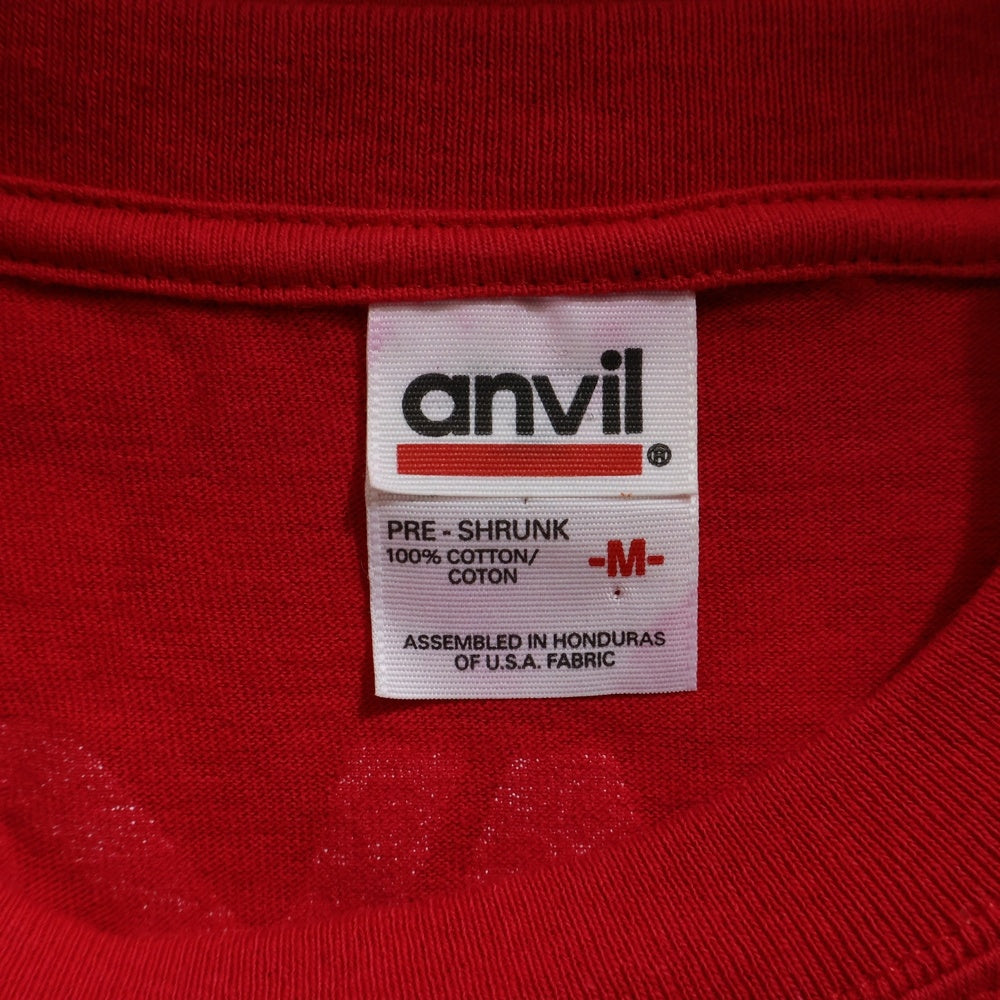 anvil
®
PRE - SHRUNK
100% COTTON/
COTON
-M-
ASSEMBLED IN HONDURAS
OF U.S.A. FABRIC